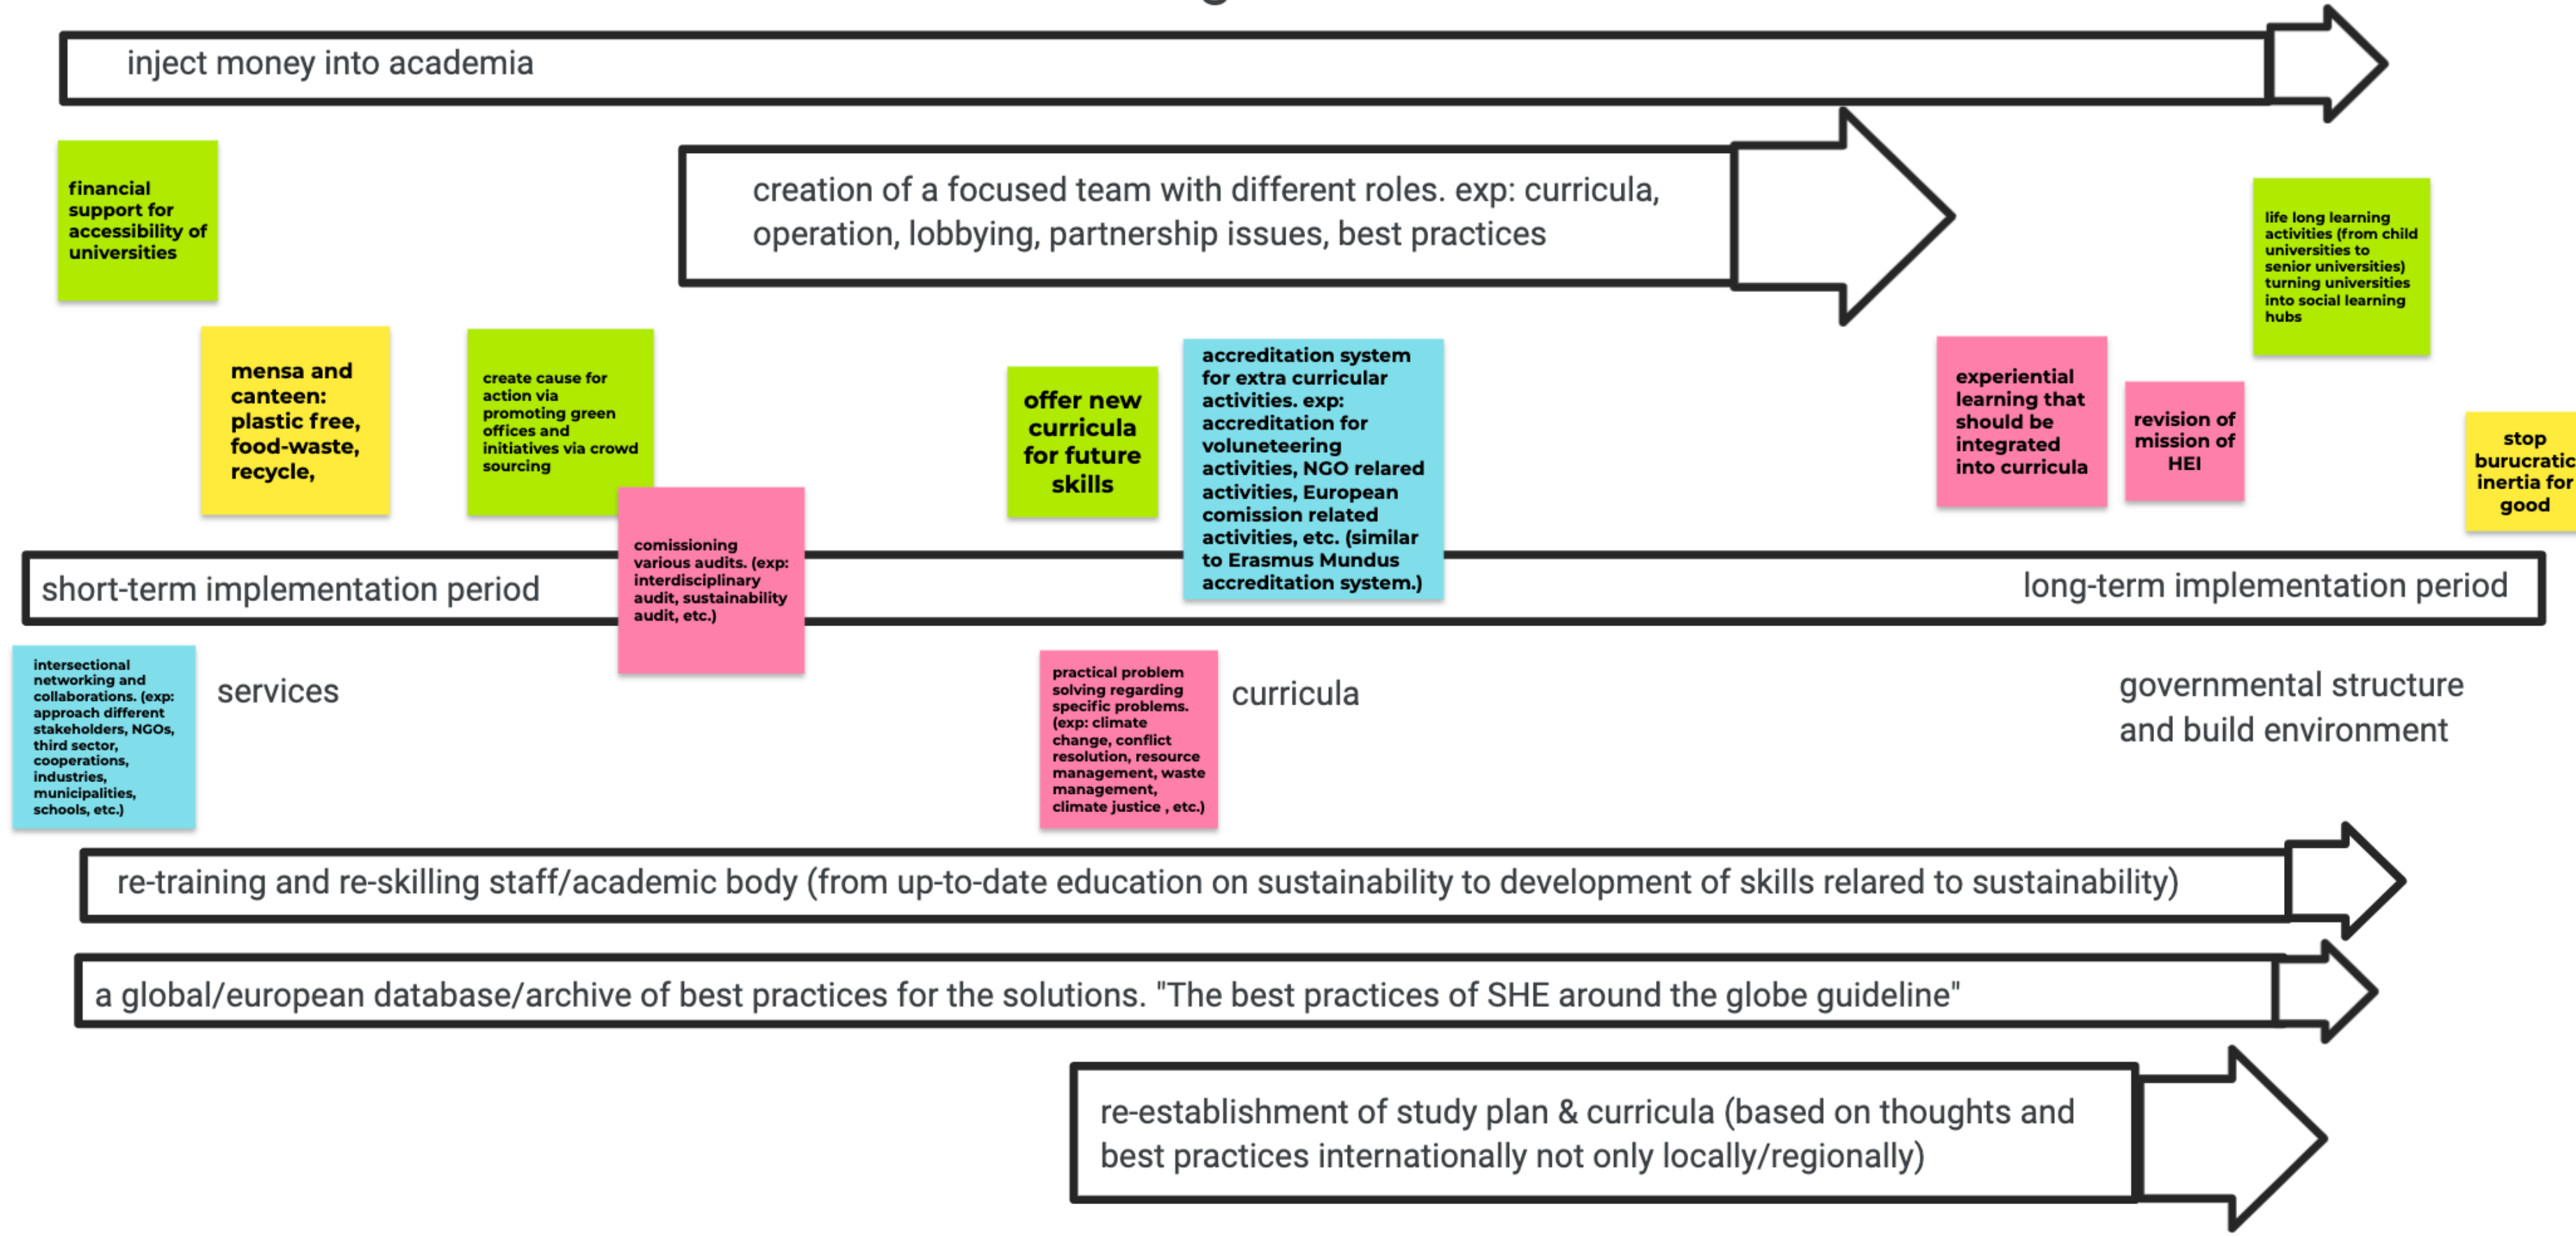 inject money into academia
financial
support for
accessibility of
universities
creation of a focused team with different roles. exp: curricula,
operation, lobbying, partnership issues, best practices
life long learning
activities (from child
universities to
senior universities)
turning universities
into social learning
hubs
mensa and
canteen:
plastic free,
food-waste,
recycle,
create cause for
action via
promoting green
offices and
initiatives via crowd
sourcing
offer new
curricula
for future
skills
accreditation system
for extra curricular
activities. exp:
accreditation for
voluneteering
activities, NGO relared
activities, European
comission related
activities, etc. (similar
to Erasmus Mundus
accreditation system.)
experiential
learning that
should be
integrated
into curricula
revision of
mission of
HEI
stop
burucratic
inertia for
good
short-term implementation period
comissioning
various audits. (exp:
interdisciplinary
audit, sustainability
audit, etc.)
long-term implementation period
intersectional
networking and
collaborations. (exp:
approach different
stakeholders, NGOs,
third sector,
cooperations,
industries,
municipalities,
schools, etc.)
services
practical problem
solving regarding
specific problems.
(exp: climate
change, conflict
resolution, resource
management, waste
management,
climate justice , etc.)
curricula
governmental structure
and build environment
re-training and re-skilling staff/academic body (from up-to-date education on sustainability to development of skills relared to sustainability)
a global/european database/archive of best practices for the solutions. "The best practices of SHE around the globe guideline"
re-establishment of study plan & curricula (based on thoughts and
best practices internationally not only locally/regionally)